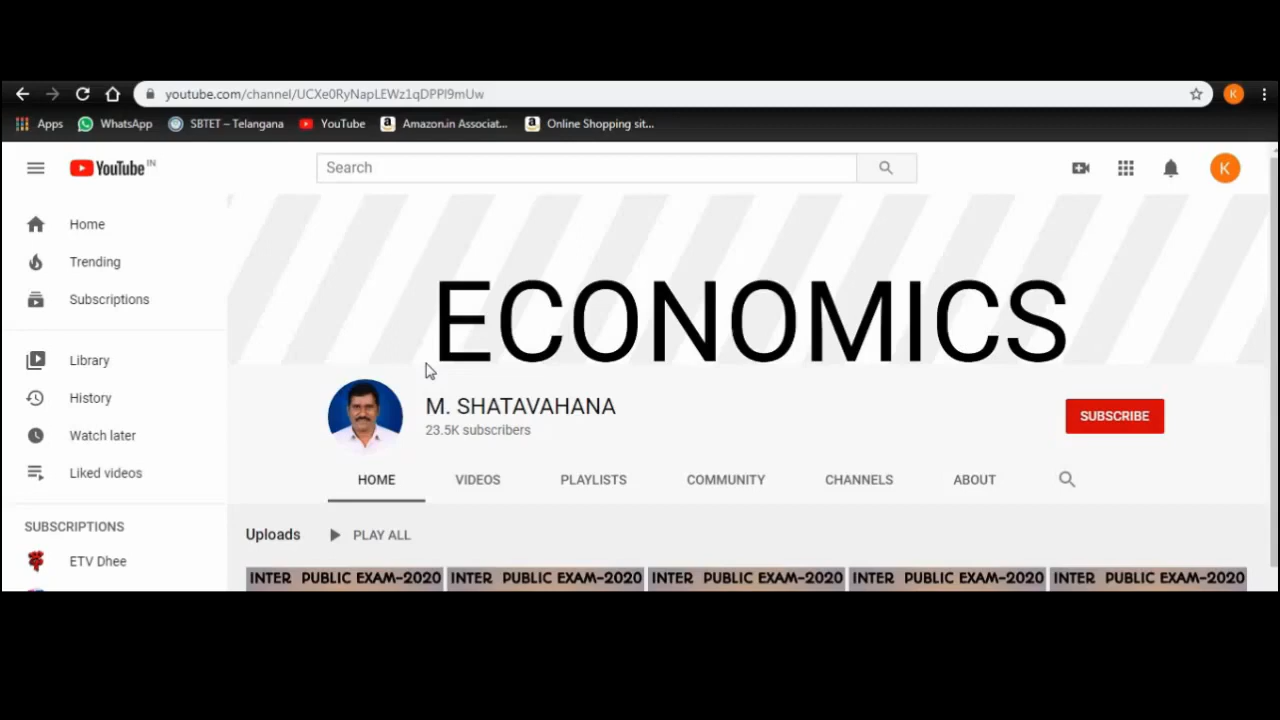 youtube.com/channel/UCXe0RyNapLEWz1qDPPl9mUw
K
Apps WhatsApp SBTET – Telangana YouTube Amazon.in Associat... Online Shopping sit...
YouTube IN
Search
K
Home
Trending
Subscriptions
Library
History
Watch later
Liked videos
SUBSCRIPTIONS
ETV Dhee
ECONOMICS
M. SHATAVAHANA
23.5K subscribers
SUBSCRIBE
HOME VIDEOS PLAYLISTS COMMUNITY CHANNELS ABOUT
Uploads PLAY ALL
INTER PUBLIC EXAM-2020 INTER PUBLIC EXAM-2020 INTER PUBLIC EXAM-2020 INTER PUBLIC EXAM-2020 INTER PUBLIC EXAM-2020